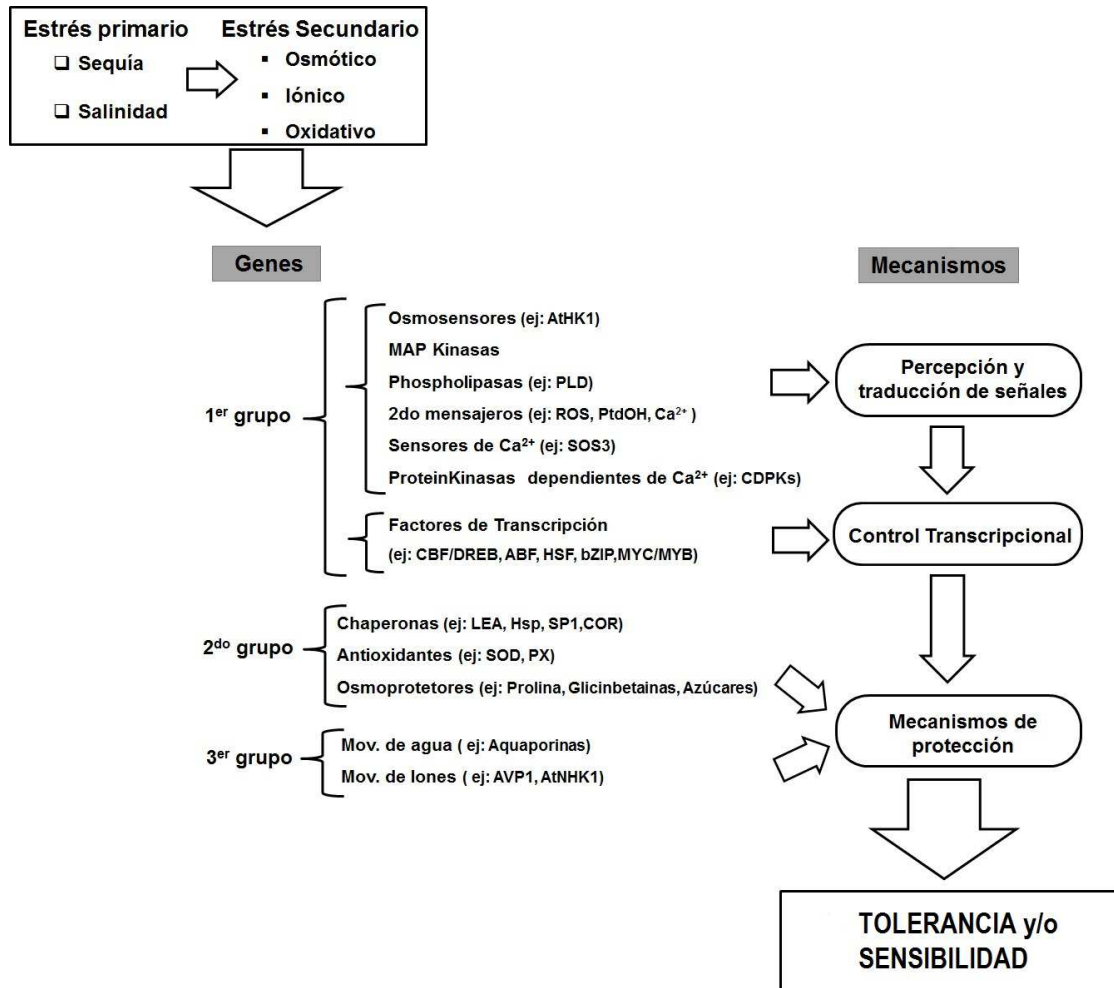 Estrés primario
Sequía
Salinidad
Estrés Secundario
Osmótico
Iónico
Oxidativo
Genes
Mecanismos
1er grupo
Osmosensores (ej: AtHK1)
MAP Kinasas
Phospholipasas (ej: PLD)
2do mensajeros (ej: ROS, PtdOH, Ca²⁺ )
Sensores de Ca²⁺ (ej: SOS3)
ProteinKinasas dependientes de Ca²⁺ (ej: CDPKs)
Percepción y
traducción de señales
Factores de Transcripción
(ej: CBF/DREB, ABF, HSF, bZIP,MYC/MYB)
Control Transcripcional
2do grupo
Chaperonas (ej: LEA, Hsp, SP1,COR)
Antioxidantes (ej: SOD, PX)
Osmoprotetores (ej: Prolina, Glicinbetainas, Azúcares)
3er grupo
Mov. de agua ( ej: Aquaporinas)
Mov. de Iones ( ej: AVP1, AtNHK1)
Mecanismos de
protección
TOLERANCIA y/o
SENSIBILIDAD